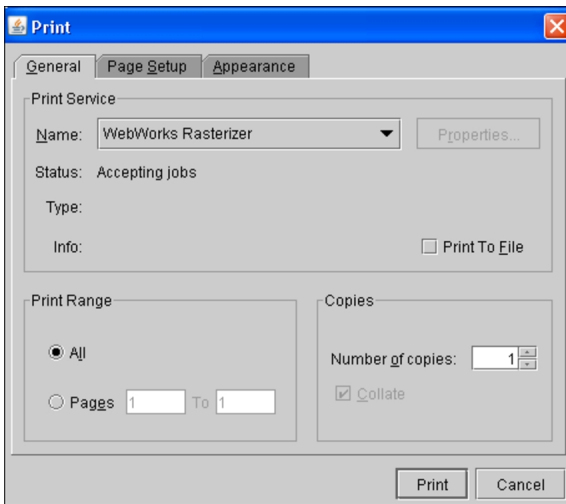 Print
General Page Setup Appearance
Print Service
Name: WebWorks Rasterizer Properties...
Status: Accepting jobs
Type:
Info: Print To File
Print Range
All
Pages 1 To 1
Copies
Number of copies: 1
Collate
Print Cancel